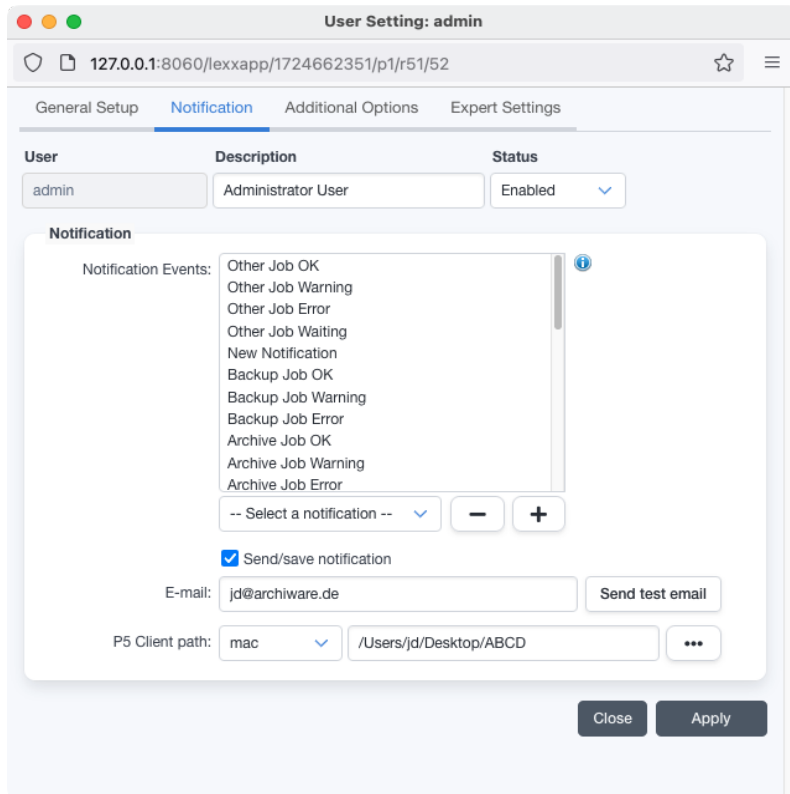 User Setting: admin
127.0.0.1:8060/lexxapp/1724662351/p1/r51/52
General Setup Notification Additional Options Expert Settings
User Description Status
admin Administrator User Enabled
Notification
Notification Events:
Other Job OK
Other Job Warning
Other Job Error
Other Job Waiting
New Notification
Backup Job OK
Backup Job Warning
Backup Job Error
Archive Job OK
Archive Job Warning
Archive Job Error
-- Select a notification -- − +
Send/save notification
E-mail: jd@archiware.de Send test email
P5 Client path: mac /Users/jd/Desktop/ABCD •••
Close Apply